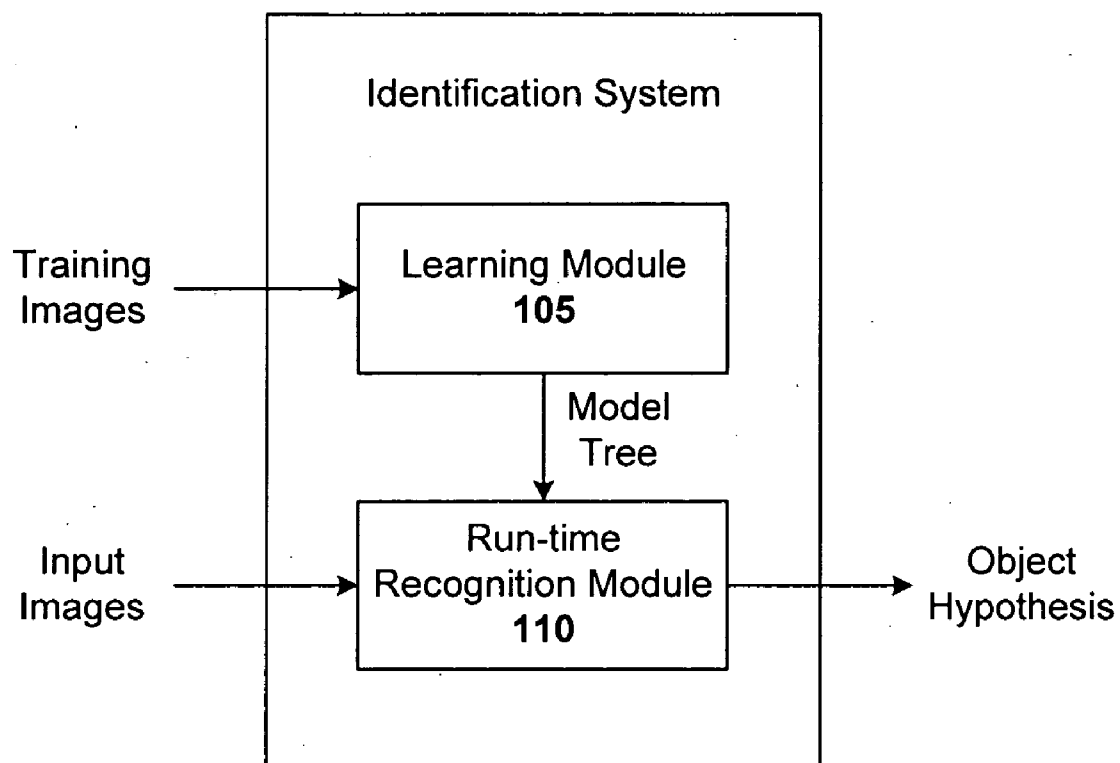 Identification System
Training
Images
Learning Module
105
Model
Tree
Input
Images
Run-time
Recognition Module
110
Object
Hypothesis